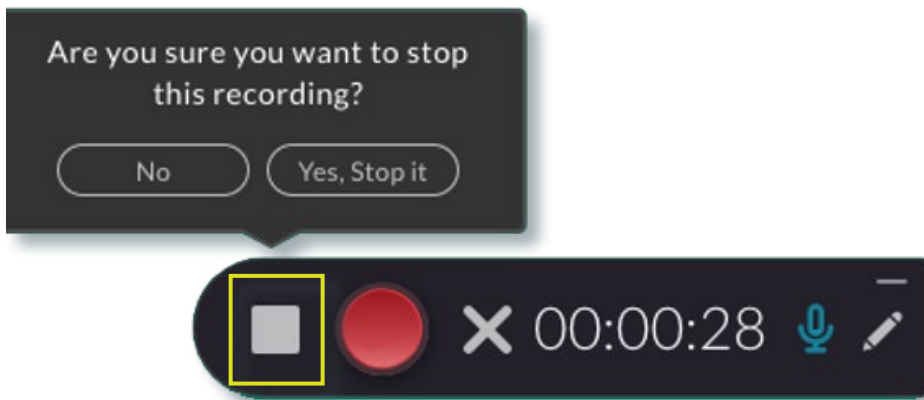 Are you sure you want to stop
this recording?
No Yes, Stop it
00:00:28